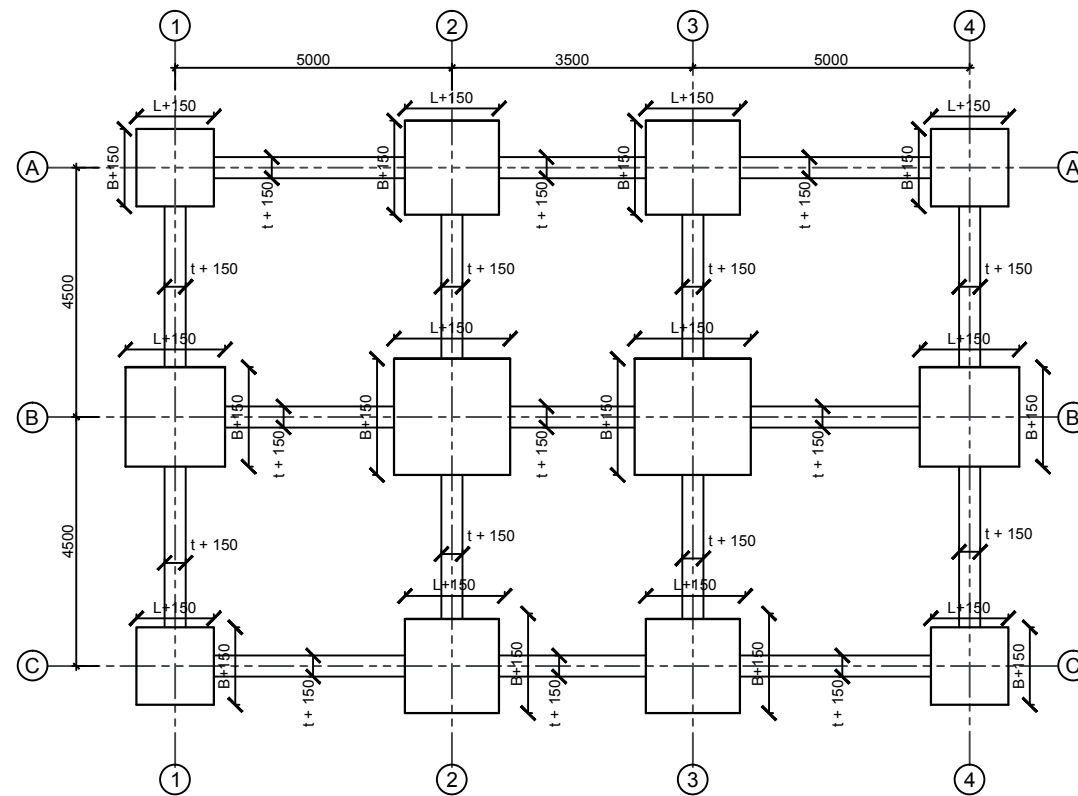 1 2 3 4
5000 3500 5000
L+150 L+150 L+150 L+150
A B+150 B+150 B+150 B+150 A
t + 150 t + 150 t + 150
4500 t + 150 t + 150 t + 150 t + 150
L+150 L+150 L+150 L+150
B B+150 B+150 B+150 B+150 B
t + 150 t + 150 t + 150
4500 t + 150 t + 150 t + 150 t + 150
L+150 L+150 L+150 L+150
C B+150 B+150 B+150 B+150 C
t + 150 t + 150 t + 150
1 2 3 4